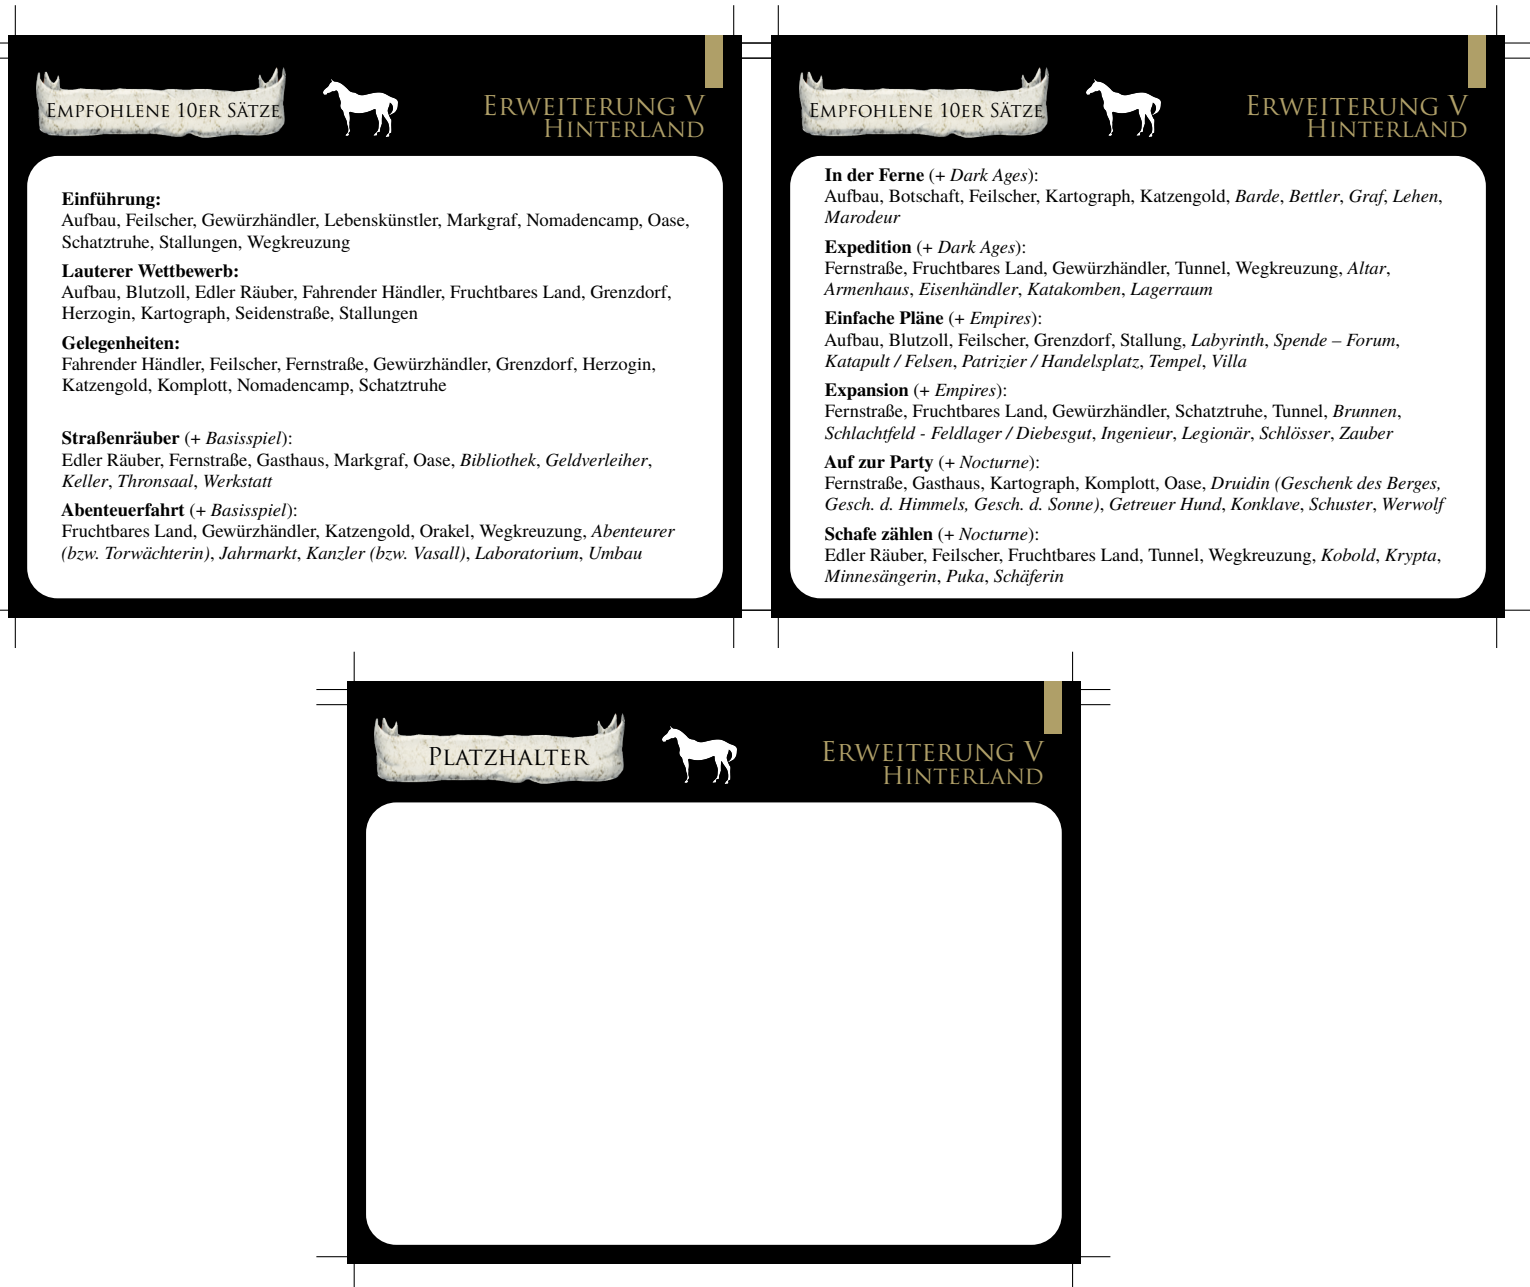 EMPFOHLENE 10ER SÄTZE
ERWEITERUNG V
HINTERLAND
Einführung:
Aufbau, Feilscher, Gewürzhändler, Lebenskünstler, Markgraf, Nomadencamp, Oase,
Schatztruhe, Stallungen, Wegkreuzung
Lauterer Wettbewerb:
Aufbau, Blutzoll, Edler Räuber, Fahrender Händler, Fruchtbares Land, Grenzdorf,
Herzogin, Kartograph, Seidenstraße, Stallungen
Gelegenheiten:
Fahrender Händler, Feilscher, Fernstraße, Gewürzhändler, Grenzdorf, Herzogin,
Katzengold, Komplott, Nomadencamp, Schatztruhe
Straßenräuber (+ Basisspiel):
Edler Räuber, Fernstraße, Gasthaus, Markgraf, Oase, Bibliothek, Geldverleiher,
Keller, Thronsaal, Werkstatt
Abenteuerfahrt (+ Basisspiel):
Fruchtbares Land, Gewürzhändler, Katzengold, Orakel, Wegkreuzung, Abenteurer
(bzw. Torwächterin), Jahrmarkt, Kanzler (bzw. Vasall), Laboratorium, Umbau
EMPFOHLENE 10ER SÄTZE
ERWEITERUNG V
HINTERLAND
In der Ferne (+ Dark Ages):
Aufbau, Botschaft, Feilscher, Kartograph, Katzengold, Barde, Bettler, Graf, Lehen,
Marodeur
Expedition (+ Dark Ages):
Fernstraße, Fruchtbares Land, Gewürzhändler, Tunnel, Wegkreuzung, Altar,
Armenhaus, Eisenhändler, Katakomben, Lagerraum
Einfache Pläne (+ Empires):
Aufbau, Blutzoll, Feilscher, Grenzdorf, Stallung, Labyrinth, Spende – Forum,
Katapult / Felsen, Patrizier / Handelsplatz, Tempel, Villa
Expansion (+ Empires):
Fernstraße, Fruchtbares Land, Gewürzhändler, Schatztruhe, Tunnel, Brunnen,
Schlachtfeld - Feldlager / Diebesgut, Ingenieur, Legionär, Schlösser, Zauber
Auf zur Party (+ Nocturne):
Fernstraße, Gasthaus, Kartograph, Komplott, Oase, Druidin (Geschenk des Berges,
Gesch. d. Himmels, Gesch. d. Sonne), Getreuer Hund, Konklave, Schuster, Werwolf
Schafe zählen (+ Nocturne):
Edler Räuber, Feilscher, Fruchtbares Land, Tunnel, Wegkreuzung, Kobold, Krypta,
Minnesängerin, Puka, Schäferin
PLATZHALTER
ERWEITERUNG V
HINTERLAND